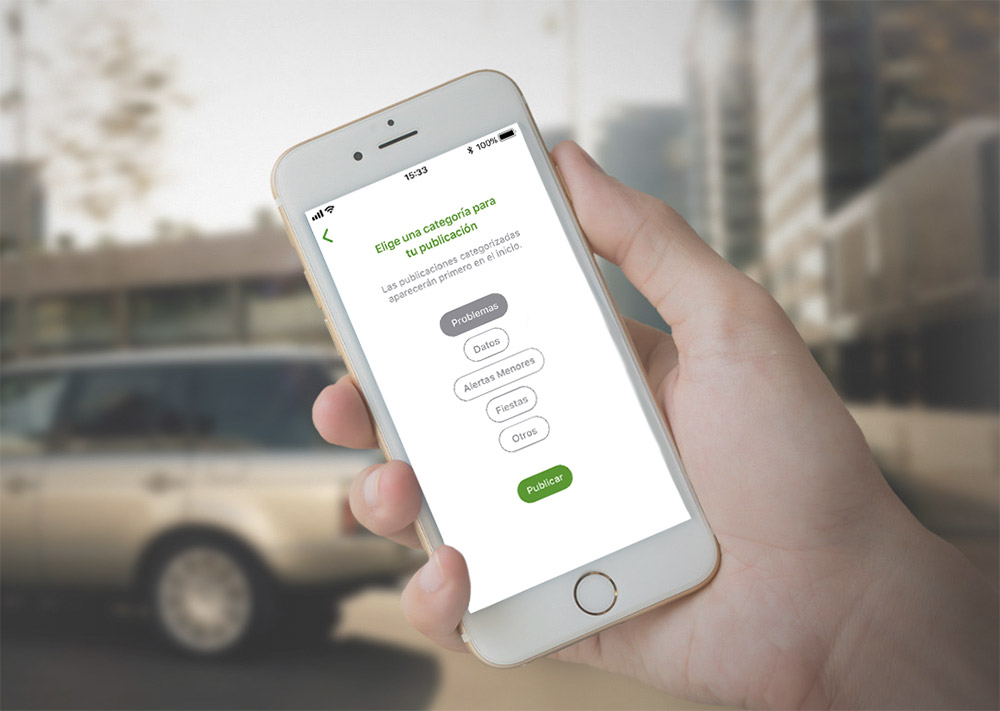 100%
15:33
Elige una categoría para
tu publicación
Las publicaciones categorizadas
aparecerán primero en el inicio.
Problemas
Datos
Alertas Menores
Fiestas
Otros
Publicar